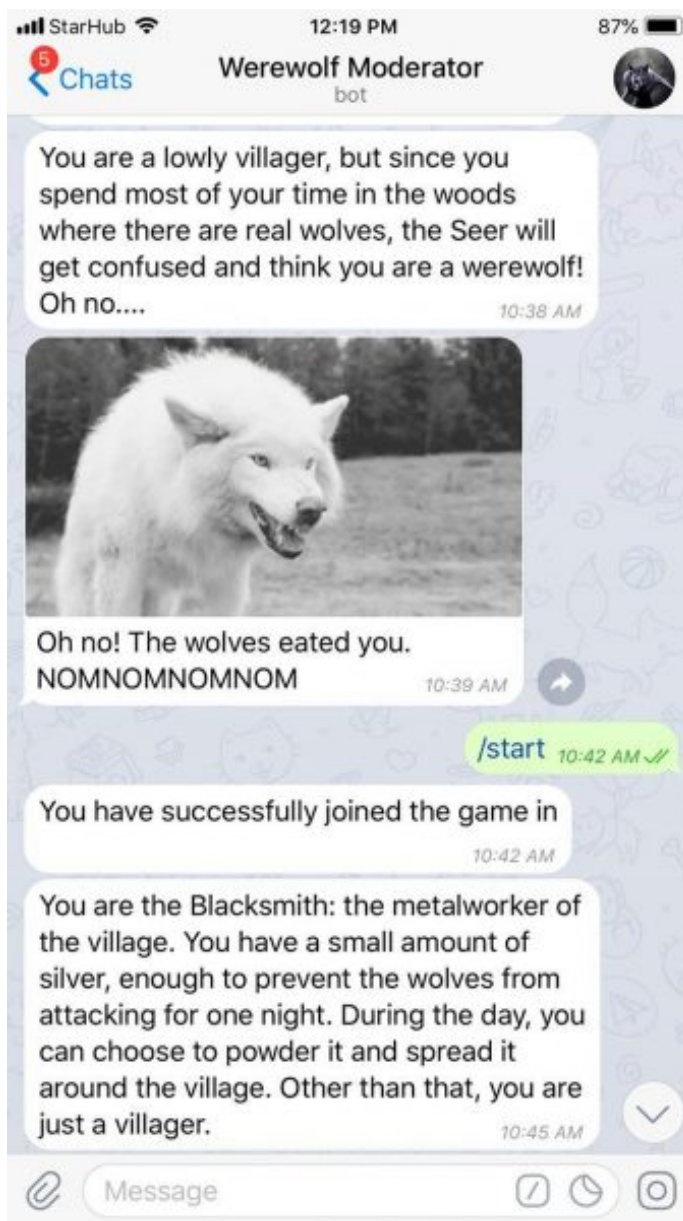 StarHub 12:19 PM 87%
5
Chats
Werewolf Moderator
bot
You are a lowly villager, but since you
spend most of your time in the woods
where there are real wolves, the Seer will
get confused and think you are a werewolf!
Oh no.... 10:38 AM
Oh no! The wolves eated you.
NOMNOMNOMNOM 10:39 AM
/start 10:42 AM
You have successfully joined the game in
10:42 AM
You are the Blacksmith: the metalworker of
the village. You have a small amount of
silver, enough to prevent the wolves from
attacking for one night. During the day, you
can choose to powder it and spread it
around the village. Other than that, you are
just a villager. 10:45 AM
Message